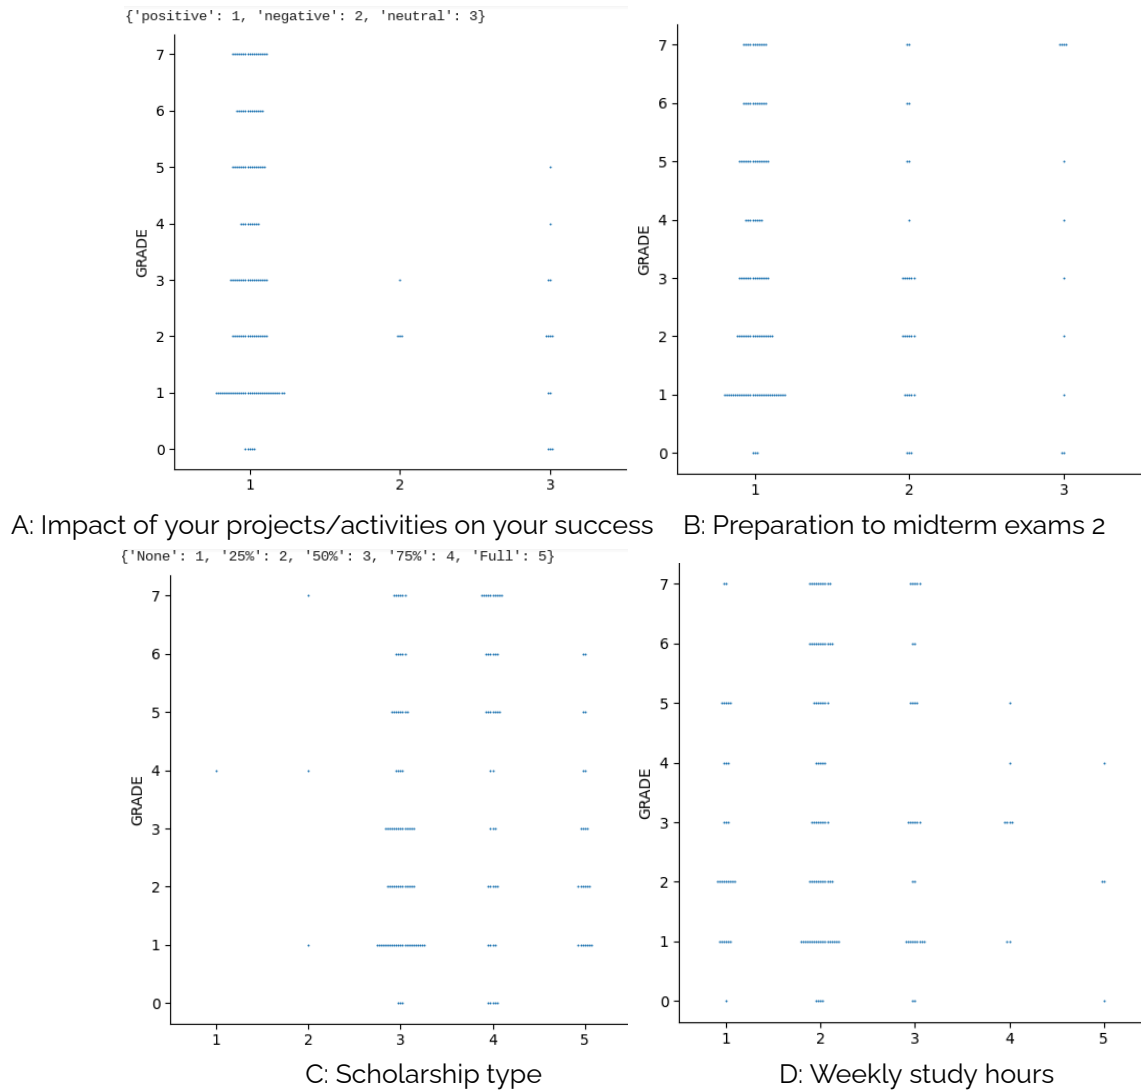 {'positive': 1, 'negative': 2, 'neutral': 3}
7
6
5
4
3
2
1
0
GRADE
1 2 3
A: Impact of your projects/activities on your success
7
6
5
4
3
2
1
0
GRADE
1 2 3
B: Preparation to midterm exams 2
{'None': 1, '25%': 2, '50%': 3, '75%': 4, 'Full': 5}
7
6
5
4
3
2
1
0
GRADE
1 2 3 4 5
C: Scholarship type
7
6
5
4
3
2
1
0
GRADE
1 2 3 4 5
D: Weekly study hours